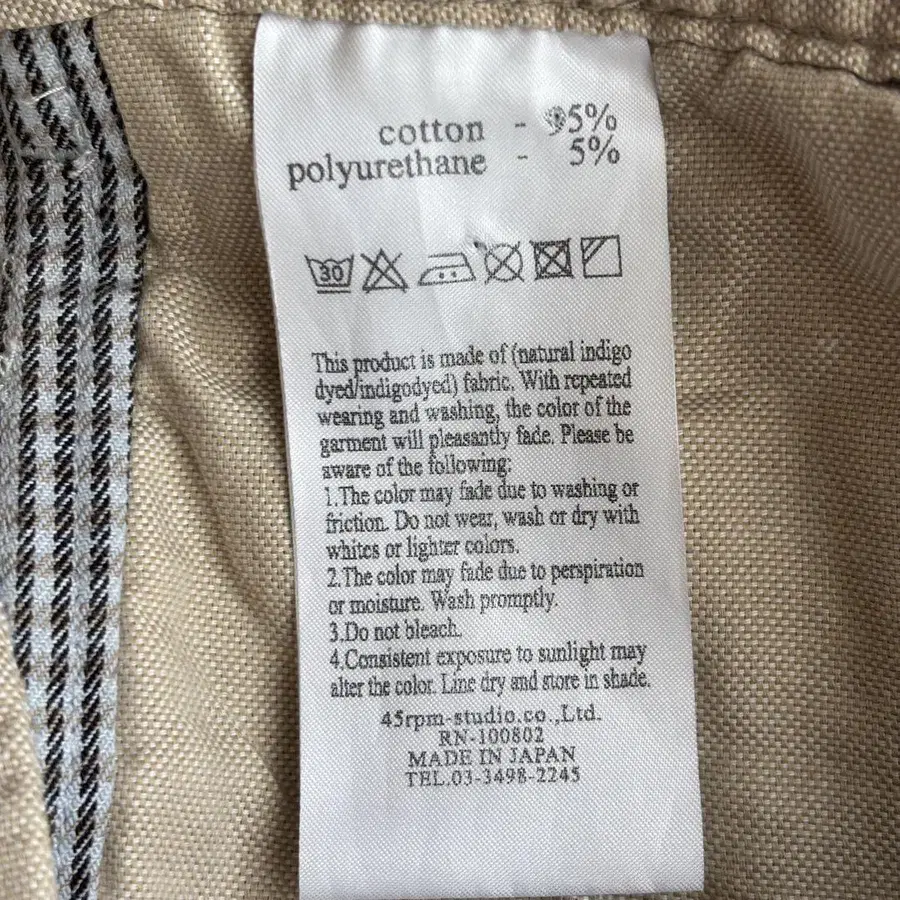 cotton - 95%
polyurethane - 5%
30
This product is made of (natural indigo
dyed/indigodyed) fabric. With repeated
wearing and washing, the color of the
garment will pleasantly fade. Please be
aware of the following:
1.The color may fade due to washing or
friction. Do not wear, wash or dry with
whites or lighter colors.
2.The color may fade due to perspiration
or moisture. Wash promptly.
3.Do not bleach.
4.Consistent exposure to sunlight may
alter the color. Line dry and store in shade.
45rpm-studio.co.,Ltd.
RN-100802
MADE IN JAPAN
TEL.03-3498-2245